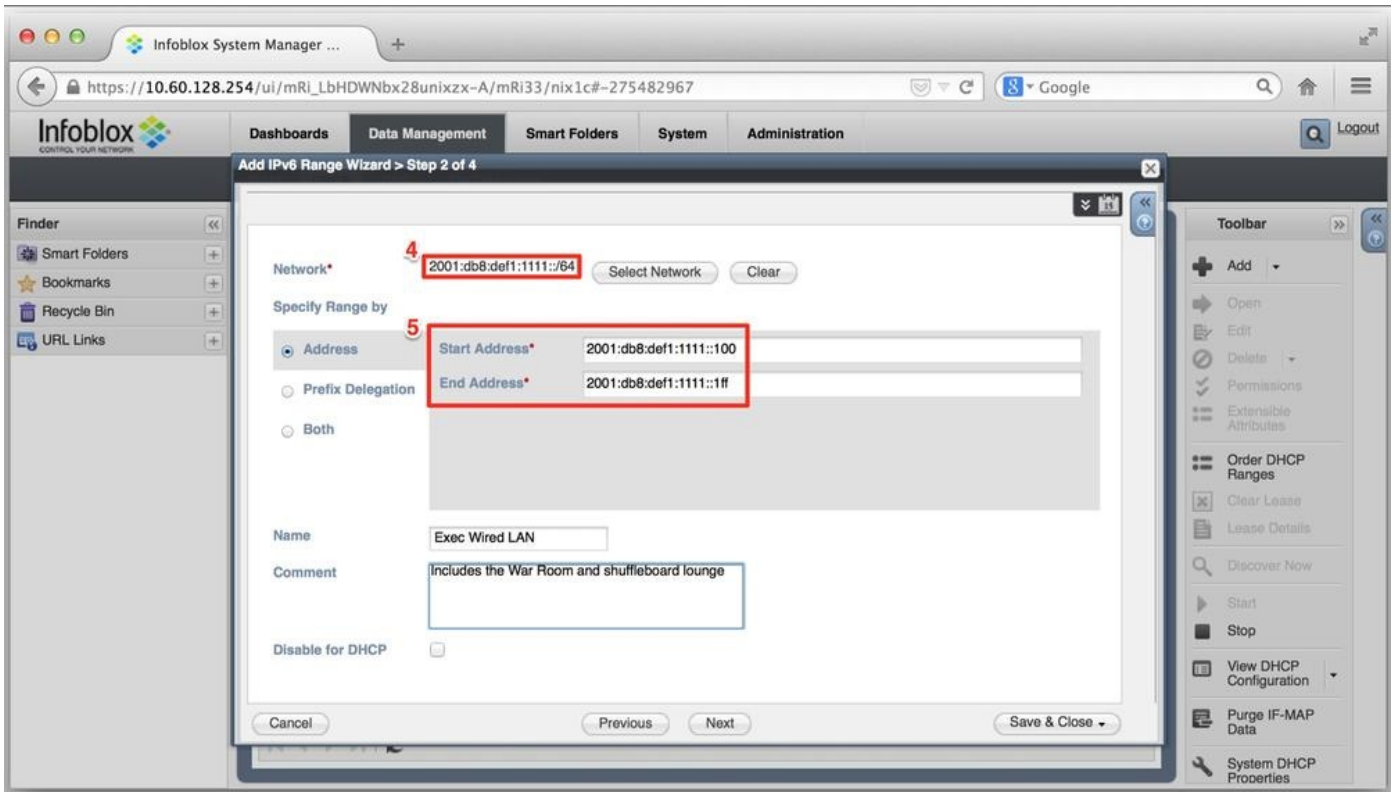 Infoblox System Manager ...
https://10.60.128.254/ui/mRi_LbHDWNbx28unixzx-A/mRi33/nix1c#-275482967
8 Google
Infoblox
CONTROL YOUR NETWORK
Dashboards
Data Management
Smart Folders
System
Administration
Logout
Add IPv6 Range Wizard > Step 2 of 4
Finder
Smart Folders
Bookmarks
Recycle Bin
URL Links
4
Network*
2001:db8:def1:1111::/64
Select Network
Clear
Specify Range by
5
Address
Start Address*
2001:db8:def1:1111::100
End Address*
2001:db8:def1:1111::1ff
Prefix Delegation
Both
Name
Exec Wired LAN
Comment
Includes the War Room and shuffleboard lounge
Disable for DHCP
Cancel
Previous
Next
Save & Close
Toolbar
Add
Open
Edit
Delete
Permissions
Extensible
Attributes
Order DHCP
Ranges
Clear Lease
Lease Details
Discover Now
Start
Stop
View DHCP
Configuration
Purge IF-MAP
Data
System DHCP
Properties